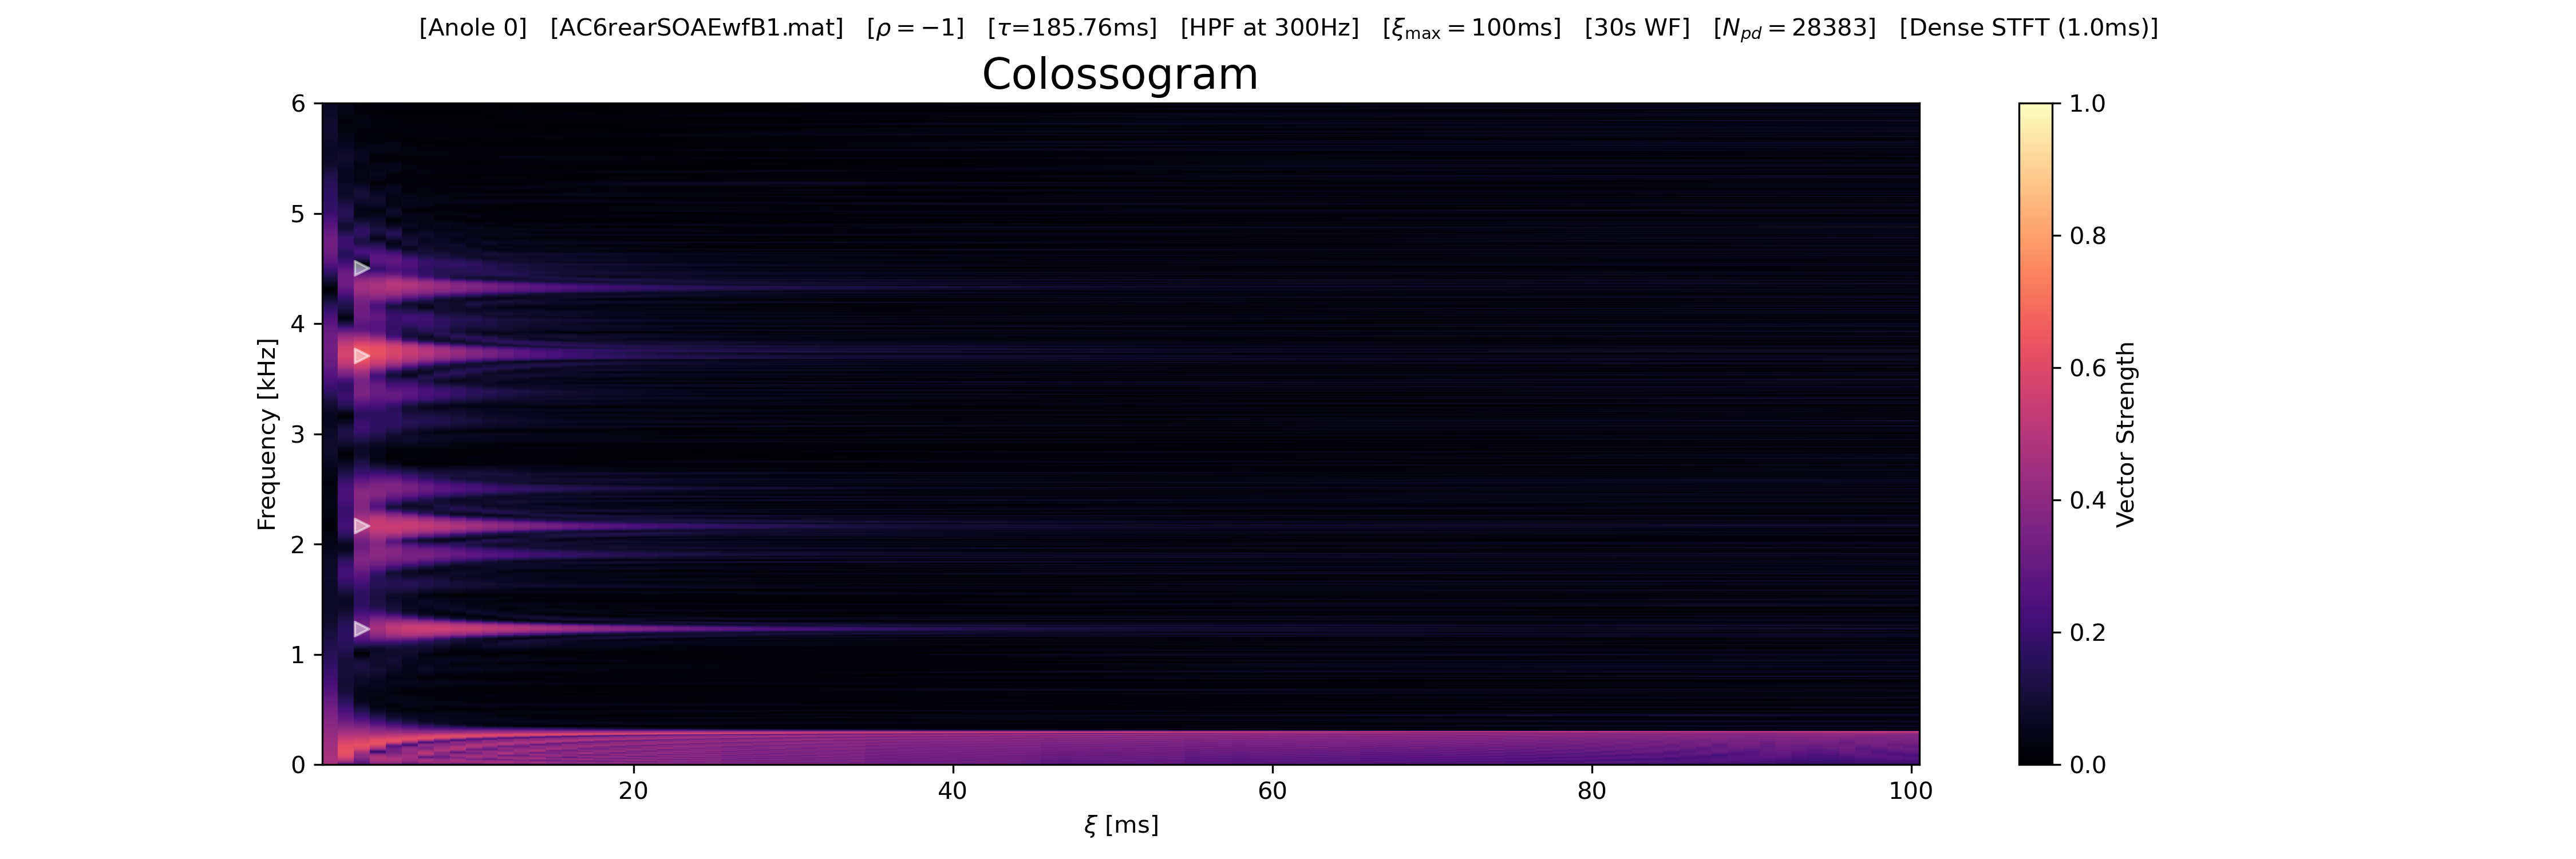 [Anole 0] [AC6rearSOAEwfB1.mat] [ρ = −1] [τ=185.76ms] [HPF at 300Hz] [ξmax = 100ms] [30s WF] [Npd = 28383] [Dense STFT (1.0ms)]
Colossogram
Frequency [kHz]
6
5
4
3
2
1
0
20 40 60 80 100
ξ [ms]
1.0
0.8
0.6
0.4
0.2
0.0
Vector Strength